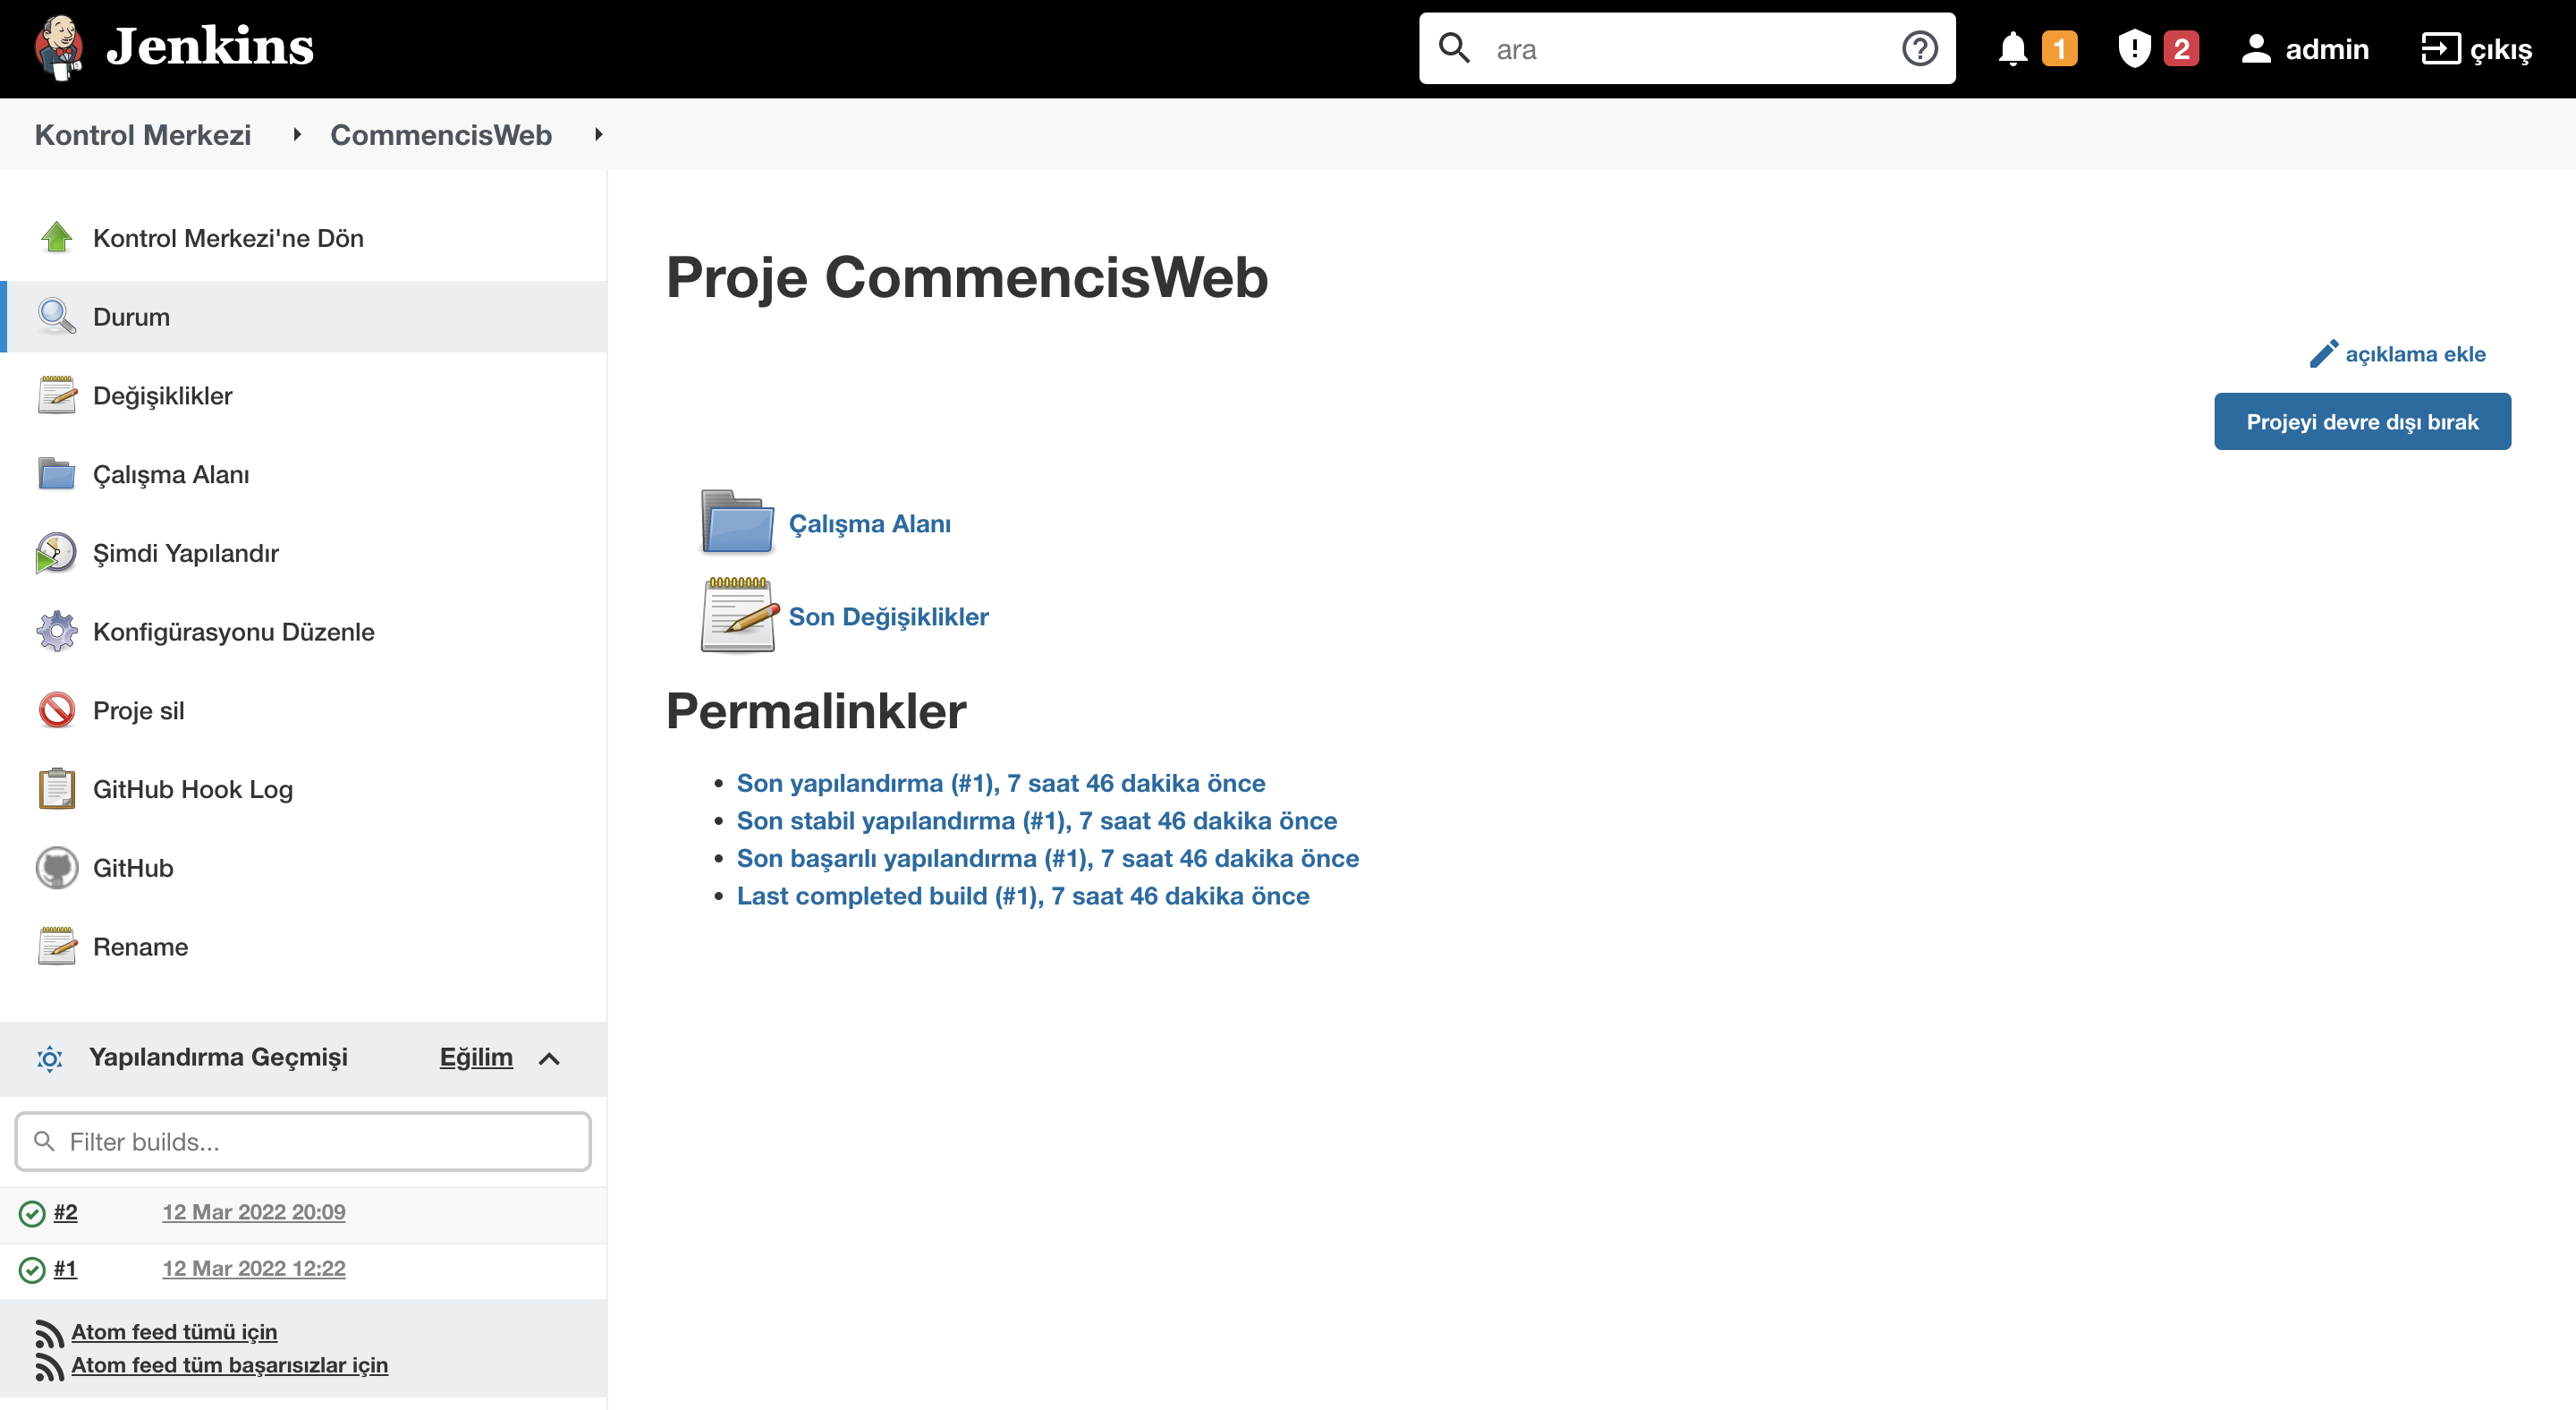 Jenkins
ara
1
2
admin
çıkış
Kontrol Merkezi
CommencisWeb
Kontrol Merkezi'ne Dön
Durum
Değişiklikler
Çalışma Alanı
Şimdi Yapılandır
Konfigürasyonu Düzenle
Proje sil
GitHub Hook Log
GitHub
Rename
Yapılandırma Geçmişi
Eğilim
Filter builds...
#2 12 Mar 2022 20:09
#1 12 Mar 2022 12:22
Atom feed tümü için
Atom feed tüm başarısızlar için
Proje CommencisWeb
açıklama ekle
Projeyi devre dışı bırak
Çalışma Alanı
Son Değişiklikler
Permalinkler
Son yapılandırma (#1), 7 saat 46 dakika önce
Son stabil yapılandırma (#1), 7 saat 46 dakika önce
Son başarılı yapılandırma (#1), 7 saat 46 dakika önce
Last completed build (#1), 7 saat 46 dakika önce